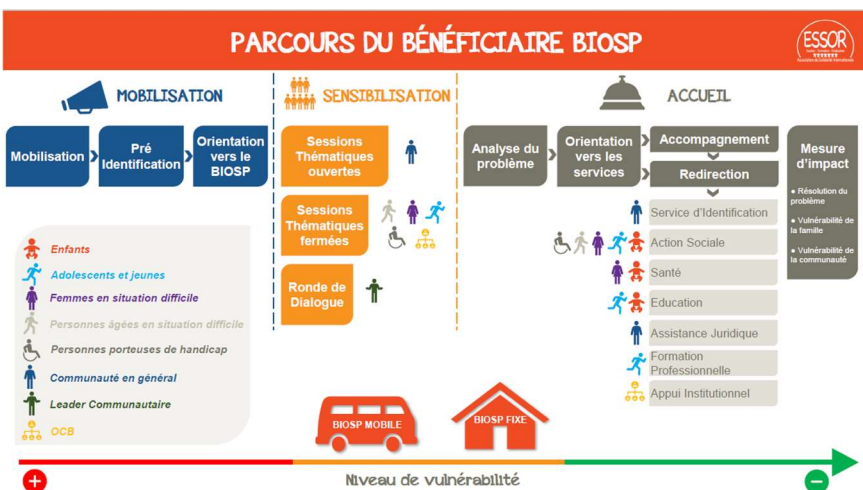 PARCOURS DU BÉNÉFICIAIRE BIOSP
ESSOR
MOBILISATION
Mobilisation
Pré
Identification
Orientation
vers le
BIOSP
SENSIBILISATION
Sessions
Thématiques
ouvertes
Sessions
Thématiques
fermées
Ronde de
Dialogue
ACCUEIL
Analyse du
problème
Orientation
vers les
services
Accompagnement
Redirection
Service d'Identification
Action Sociale
Santé
Education
Assistance Juridique
Formation
Professionnelle
Appui Institutionnel
Mesure
d'impact
● Résolution du
problème
● Vulnérabilité de
la famille
● Vulnérabilité de
la communauté
Enfants
Adolescents et jeunes
Femmes en situation difficile
Personnes âgées en situation difficile
Personnes porteuses de handicap
Communauté en général
Leader Communautaire
OCB
BIOSP MOBILE
BIOSP FIXE
+
Niveau de vulnérabilité
-